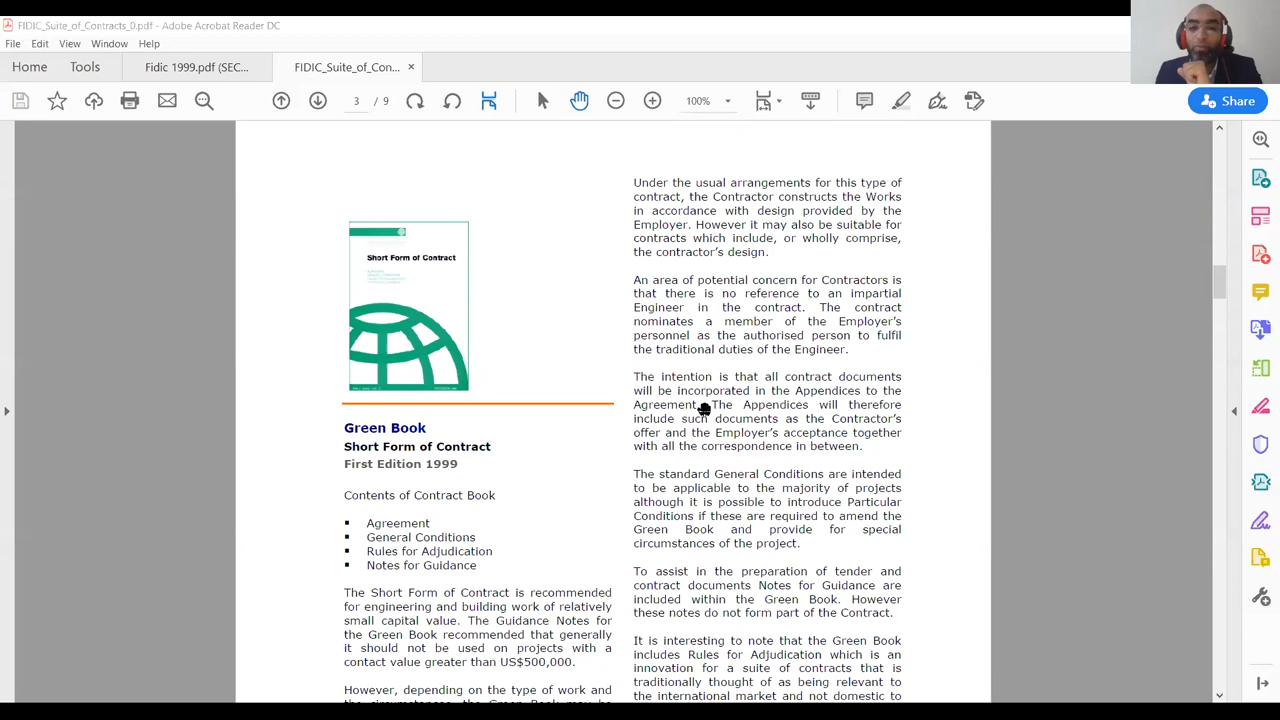 FIDIC_Suite_of_Contracts_0.pdf - Adobe Acrobat Reader DC
File Edit View Window Help
Home Tools Fidic 1999.pdf (SEC... FIDIC_Suite_of_Con... ×
3 / 9 100% Share
Short Form of Contract
Green Book
Short Form of Contract
First Edition 1999
Contents of Contract Book
▪ Agreement
▪ General Conditions
▪ Rules for Adjudication
▪ Notes for Guidance
The Short Form of Contract is recommended
for engineering and building work of relatively
small capital value. The Guidance Notes for
the Green Book recommended that generally
it should not be used on projects with a
contact value greater than US$500,000.
However, depending on the type of work and
the circumstances, the Green Book may be
Under the usual arrangements for this type of
contract, the Contractor constructs the Works
in accordance with design provided by the
Employer. However it may also be suitable for
contracts which include, or wholly comprise,
the contractor's design.
An area of potential concern for Contractors is
that there is no reference to an impartial
Engineer in the contract. The contract
nominates a member of the Employer's
personnel as the authorised person to fulfil
the traditional duties of the Engineer.
The intention is that all contract documents
will be incorporated in the Appendices to the
Agreement. The Appendices will therefore
include such documents as the Contractor's
offer and the Employer's acceptance together
with all the correspondence in between.
The standard General Conditions are intended
to be applicable to the majority of projects
although it is possible to introduce Particular
Conditions if these are required to amend the
Green Book and provide for special
circumstances of the project.
To assist in the preparation of tender and
contract documents Notes for Guidance are
included within the Green Book. However
these notes do not form part of the Contract.
It is interesting to note that the Green Book
includes Rules for Adjudication which is an
innovation for a suite of contracts that is
traditionally thought of as being relevant to
the international market and not domestic to